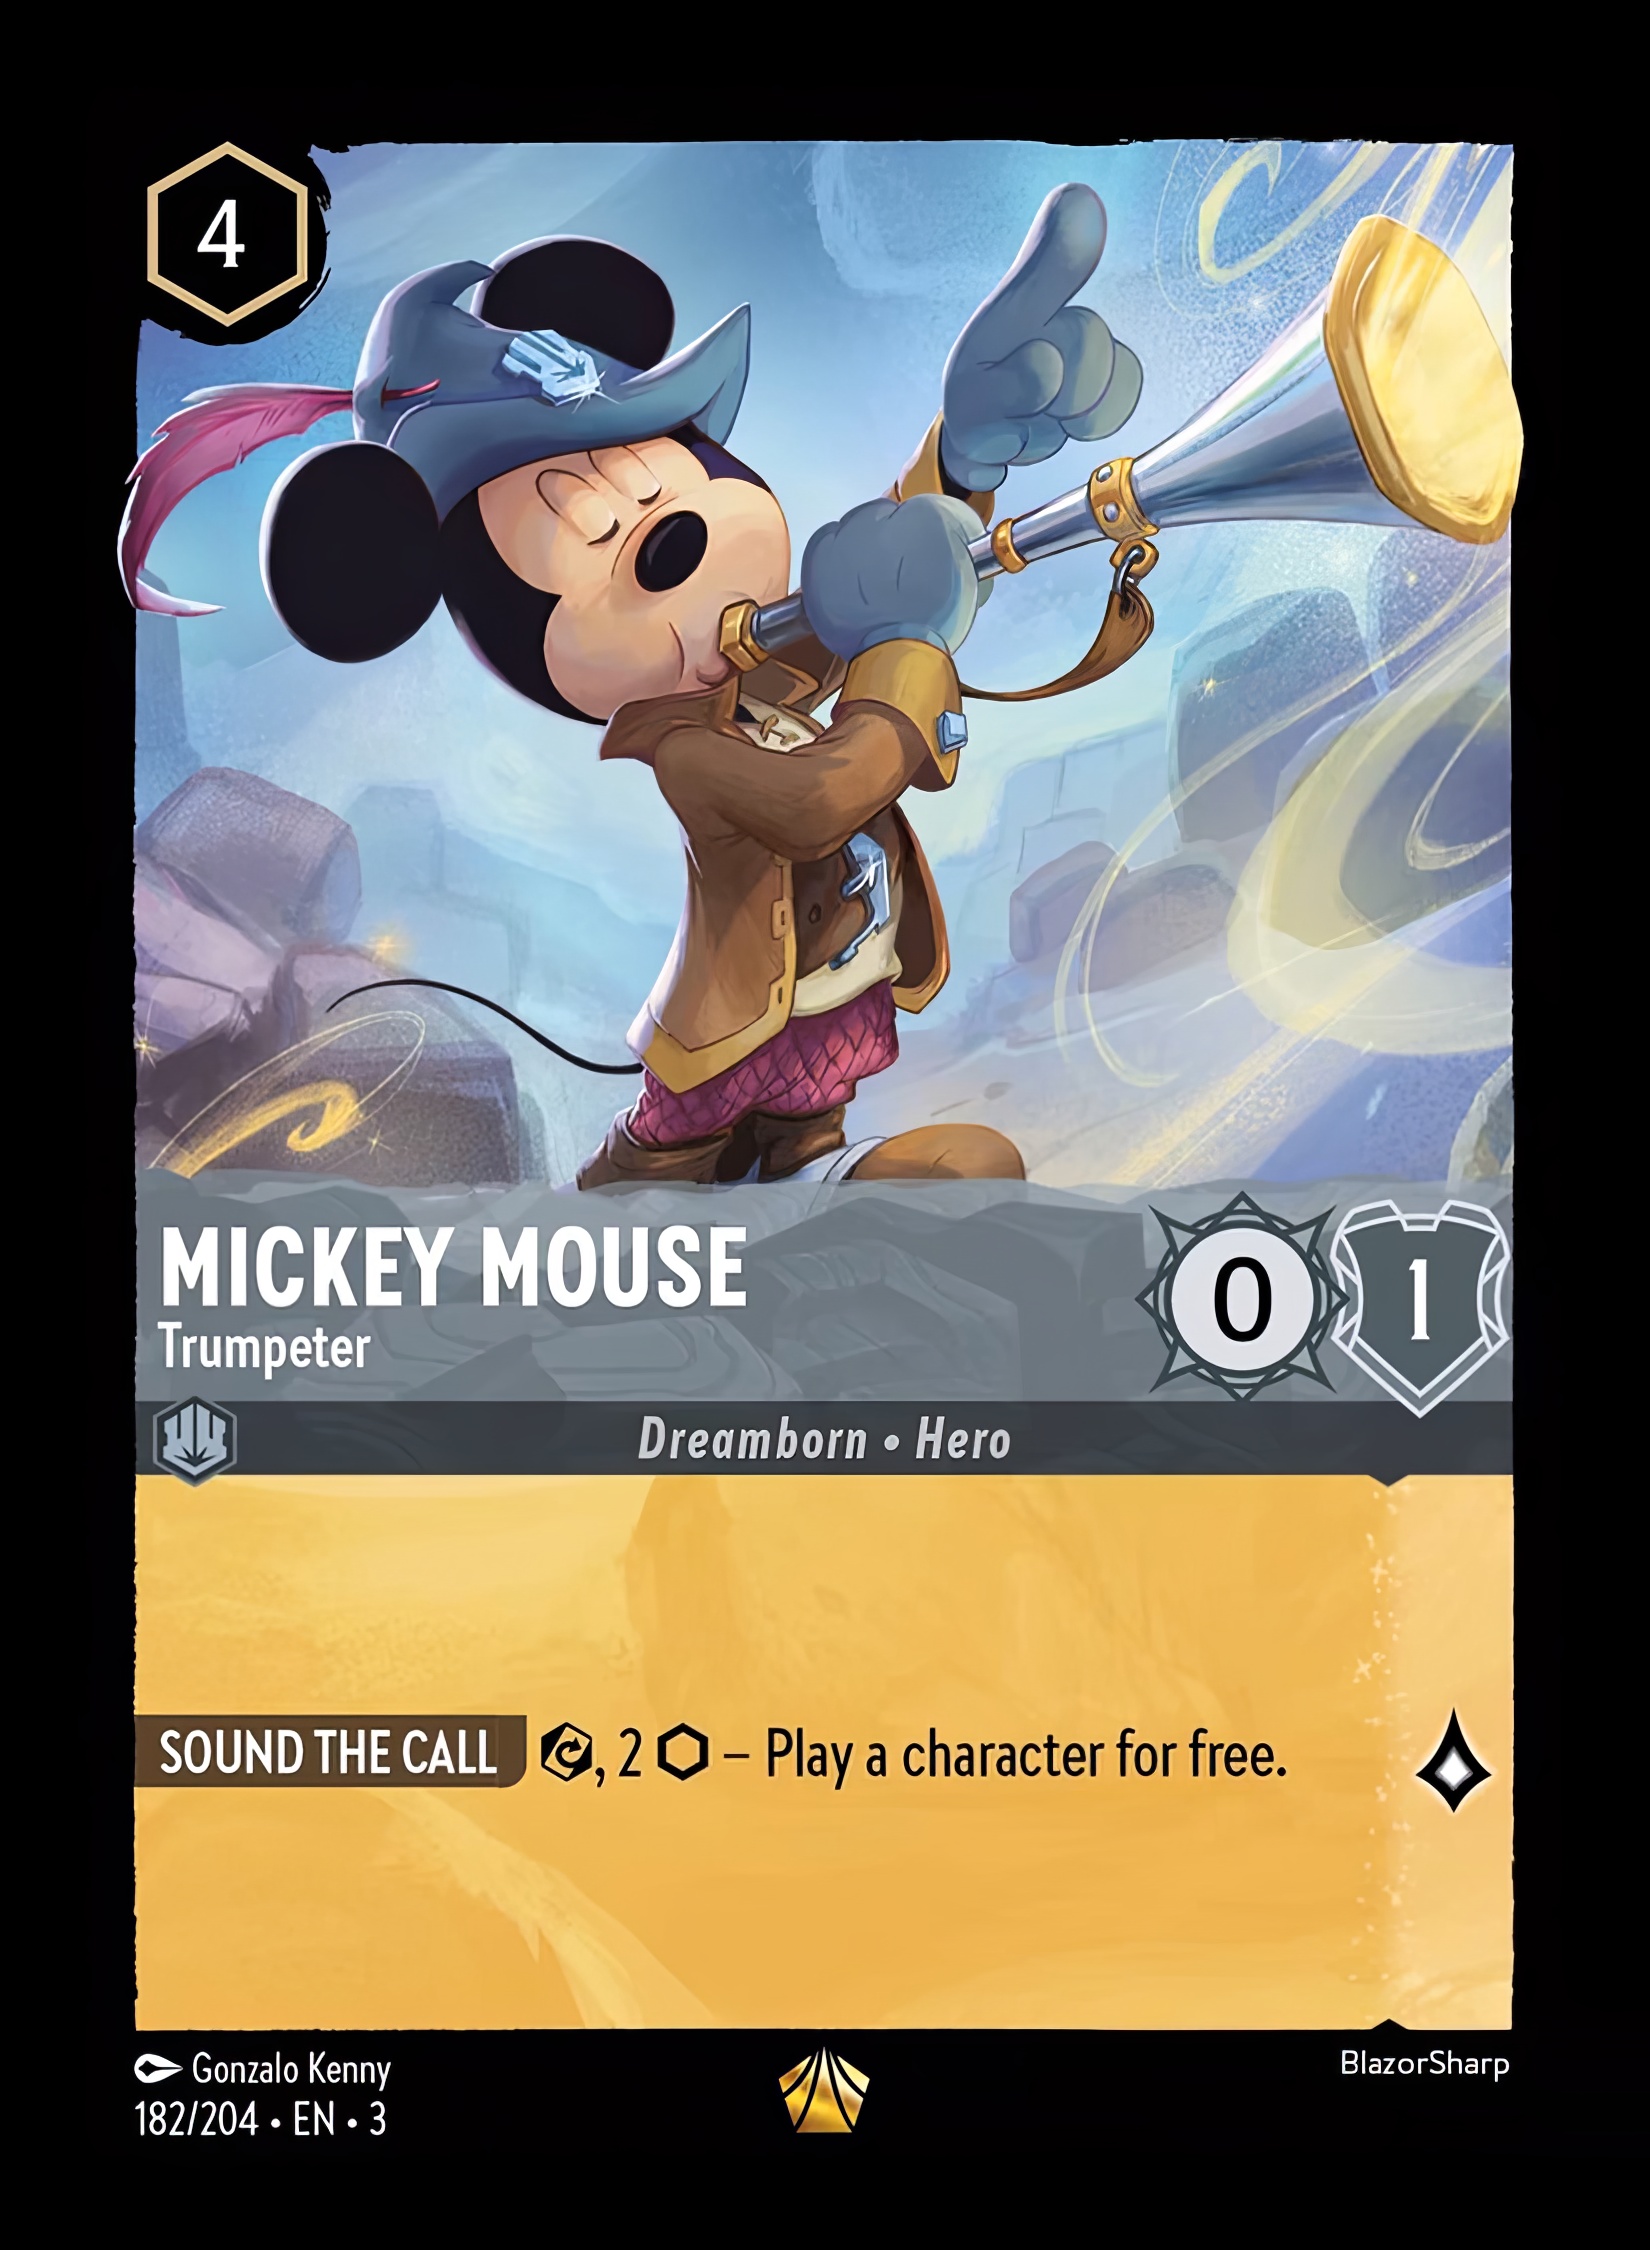 4
MICKEY MOUSE
Trumpeter
0 1
Dreamborn • Hero
SOUND THE CALL , 2 – Play a character for free.
Gonzalo Kenny
BlazorSharp
182/204 • EN • 3